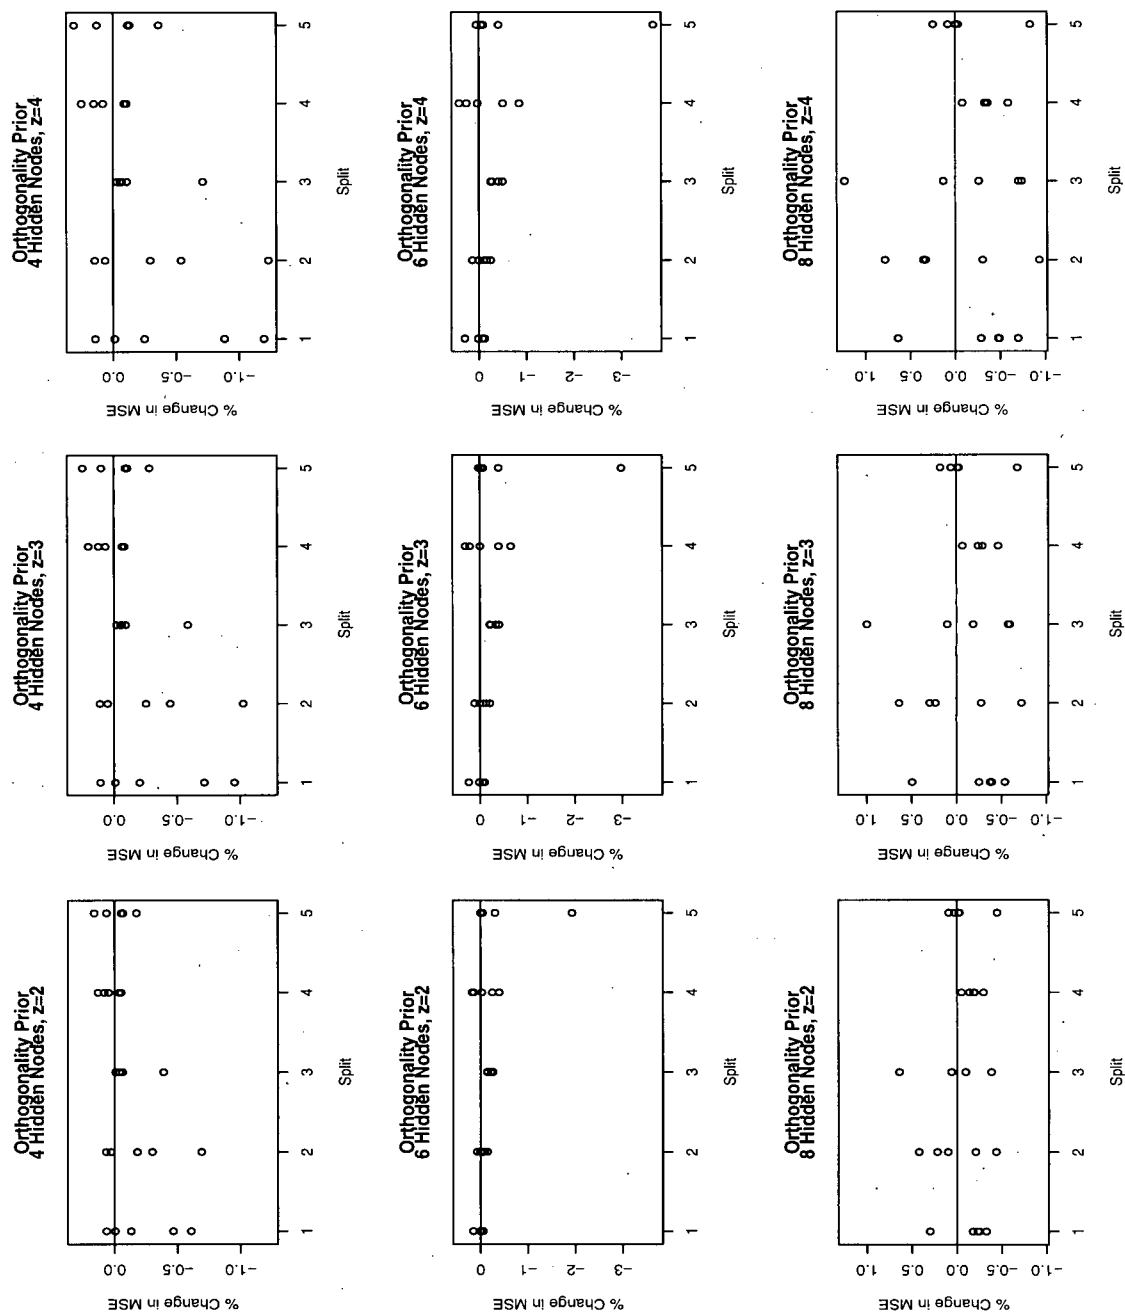 Orthogonality Prior
4 Hidden Nodes, z=2
% Change in MSE
0.0
-0.5
-1.0
1 2 3 4 5
Split
Orthogonality Prior
4 Hidden Nodes, z=3
% Change in MSE
0.0
-0.5
-1.0
1 2 3 4 5
Split
Orthogonality Prior
4 Hidden Nodes, z=4
% Change in MSE
0.0
-0.5
-1.0
1 2 3 4 5
Split
Orthogonality Prior
6 Hidden Nodes, z=2
% Change in MSE
0
-1
-2
-3
1 2 3 4 5
Split
Orthogonality Prior
6 Hidden Nodes, z=3
% Change in MSE
0
-1
-2
-3
1 2 3 4 5
Split
Orthogonality Prior
6 Hidden Nodes, z=4
% Change in MSE
0
-1
-2
-3
1 2 3 4 5
Split
Orthogonality Prior
8 Hidden Nodes, z=2
% Change in MSE
1.0
0.5
0.0
-0.5
-1.0
1 2 3 4 5
Split
Orthogonality Prior
8 Hidden Nodes, z=3
% Change in MSE
1.0
0.5
0.0
-0.5
-1.0
1 2 3 4 5
Split
Orthogonality Prior
8 Hidden Nodes, z=4
% Change in MSE
1.0
0.5
0.0
-0.5
-1.0
1 2 3 4 5
Split